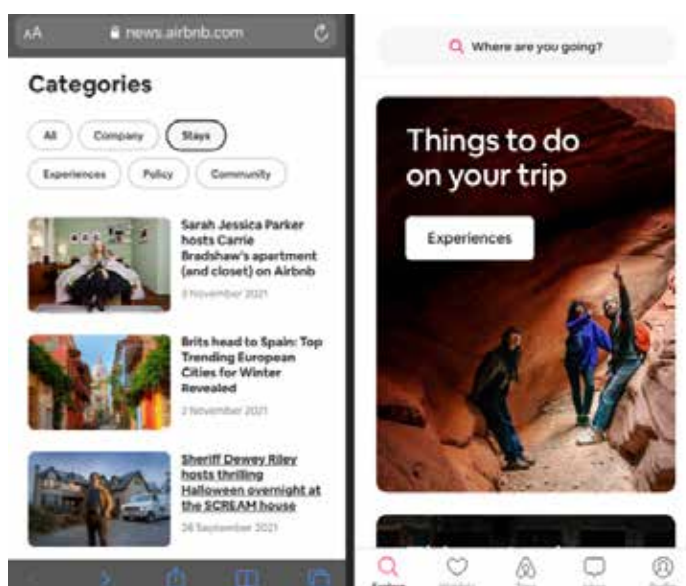 AA
news.airbnb.com
Categories
All
Company
Stays
Experiences
Policy
Community
Sarah Jessica Parker
hosts Carrie
Bradshaw's apartment
(and closet) on Airbnb
3 November 2021
Brits head to Spain: Top
Trending European
Cities for Winter
Revealed
2 November 2021
Sheriff Dewey Riley
hosts thrilling
Halloween overnight at
the SCREAM house
26 September 2021
Where are you going?
Things to do
on your trip
Experiences